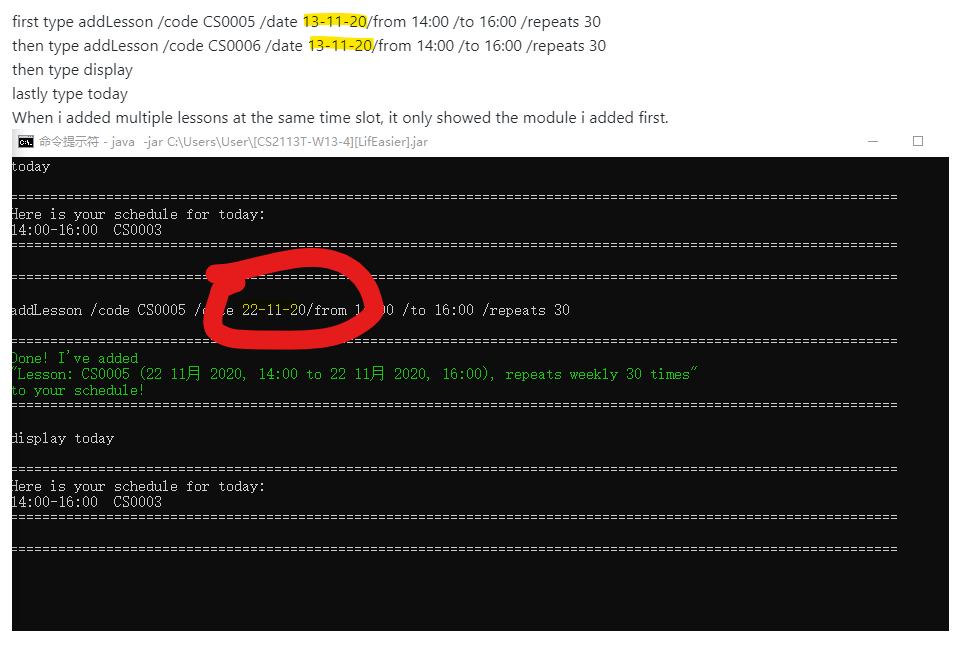 first type addLesson /code CS0005 /date 13-11-20/from 14:00 /to 16:00 /repeats 30
then type addLesson /code CS0006 /date 13-11-20/from 14:00 /to 16:00 /repeats 30
then type display
lastly type today
When i added multiple lessons at the same time slot, it only showed the module i added first.
命令提示符 - java -jar C:\Users\User\[CS2113T-W13-4][LifEasier].jar
today
Here is your schedule for today:
14:00-16:00 CS0003
addLesson /code CS0005 22-11-20/from /to 16:00 /repeats 30
Done! I've added
"Lesson: CS0005 (22 11月 2020, 14:00 to 22 11月 2020, 16:00), repeats weekly 30 times"
to your schedule!
display today
Here is your schedule for today:
14:00-16:00 CS0003